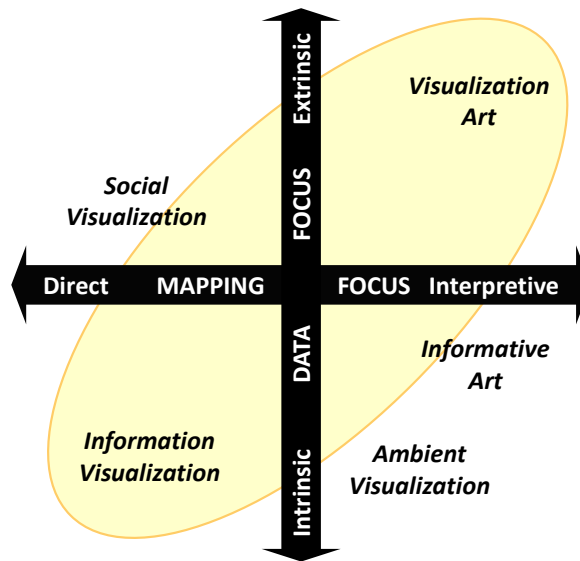 Extrinsic
Visualization
Art
Social
Visualization
FOCUS
Direct MAPPING FOCUS Interpretive
DATA
Informative
Art
Information
Visualization
Ambient
Visualization
Intrinsic